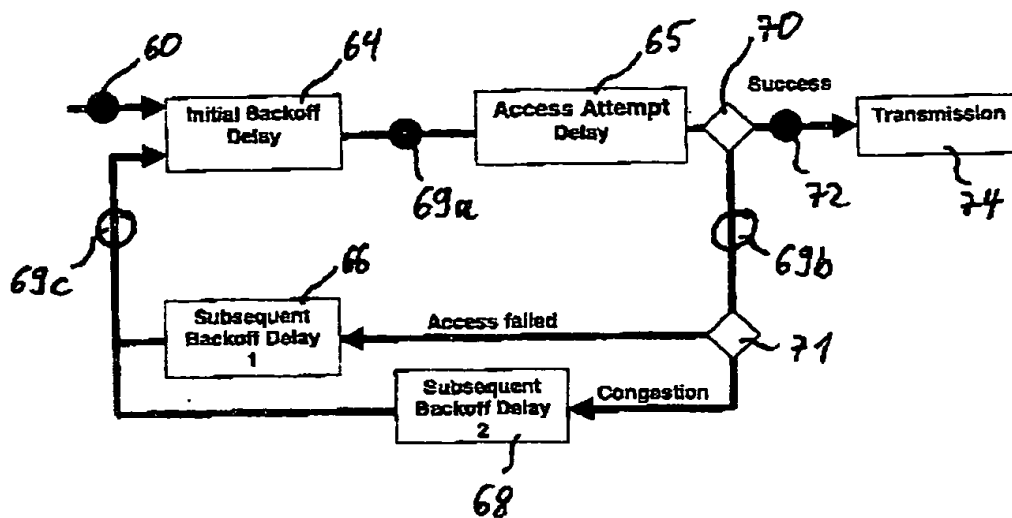 60
64
65
70
Success
Initial Backoff
Delay
Access Attempt
Delay
Transmission
69a
72
74
69c
66
69b
Subsequent
Backoff Delay
1
Access failed
71
Subsequent
Backoff Delay
2
Congestion
68